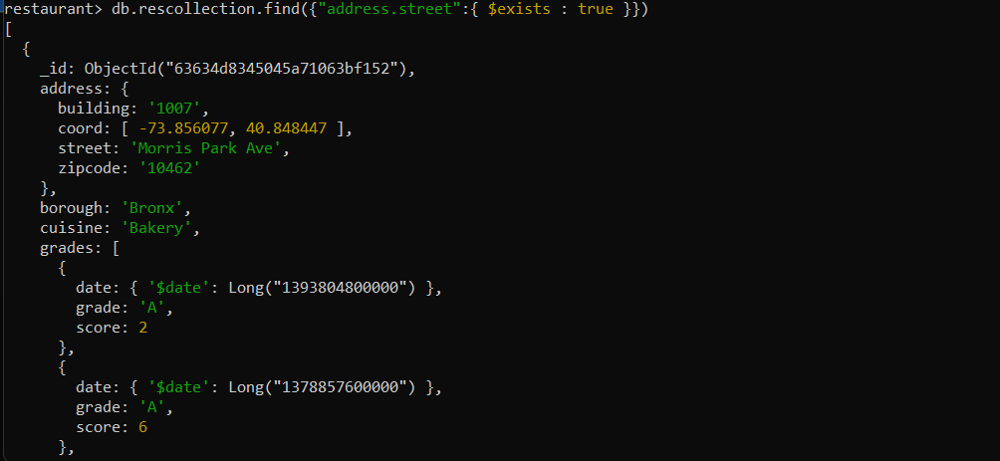 restaurant> db.rescollection.find({"address.street":{ $exists : true }})
[
  {
    _id: ObjectId("63634d8345045a71063bf152"),
    address: {
      building: '1007',
      coord: [ -73.856077, 40.848447 ],
      street: 'Morris Park Ave',
      zipcode: '10462'
    },
    borough: 'Bronx',
    cuisine: 'Bakery',
    grades: [
      {
        date: { '$date': Long("1393804800000") },
        grade: 'A',
        score: 2
      },
      {
        date: { '$date': Long("1378857600000") },
        grade: 'A',
        score: 6
      },